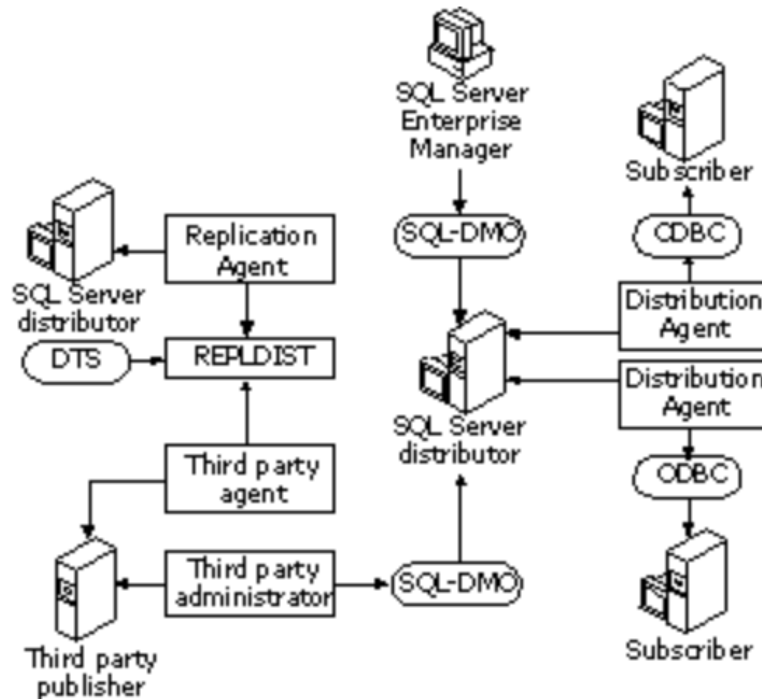 SQL Server
Enterprise
Manager
Subscriber
SQL-DMO
ODBC
Replication
Agent
SQL Server
distributor
Distribution
Agent
DTS
REPLDIST
Distribution
Agent
SQL Server
distributor
Third party
agent
ODBC
Third party
administrator
SQL-DMO
Third party
publisher
Subscriber